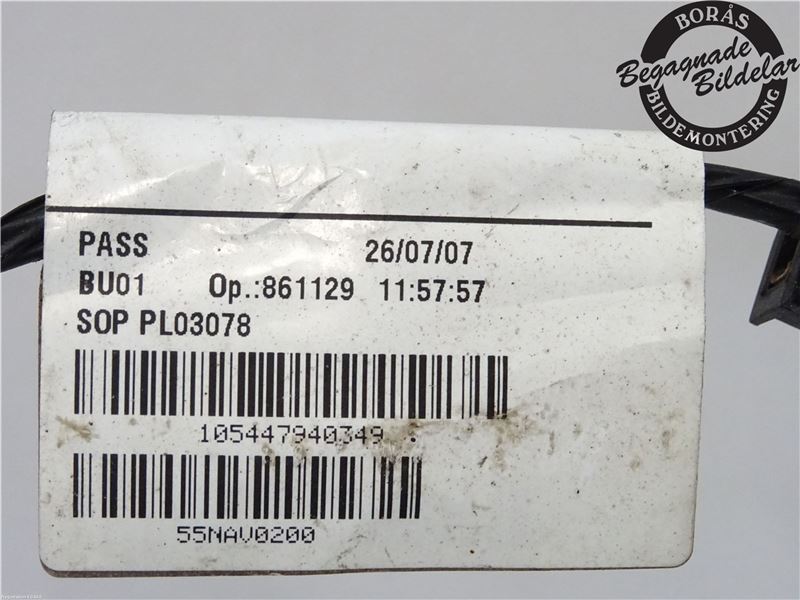 BORÅS
Begagnade
Bildelar
BILDEMONTERING
PASS 26/07/07
BU01 Op.:861129 11:57:57
SOP PL03078
105447940349
55NAV0200